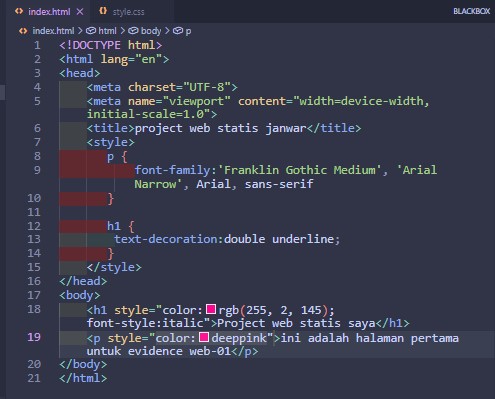 index.html × style.css BLACKBOX
index.html > html > body > p
1 <!DOCTYPE html>
2 <html lang="en">
3 <head>
4 <meta charset="UTF-8">
5 <meta name="viewport" content="width=device-width,
initial-scale=1.0">
6 <title>project web statis janwar</title>
7 <style>
8 p {
9 font-family:'Franklin Gothic Medium', 'Arial
Narrow', Arial, sans-serif
10 }
11
12 h1 {
13 text-decoration:double underline;
14 }
15 </style>
16 </head>
17 <body>
18 <h1 style="color:rgb(255, 2, 145);
font-style:italic">Project web statis saya</h1>
19 <p style="color:deeppink">ini adalah halaman pertama
untuk evidence web-01</p>
20 </body>
21 </html>